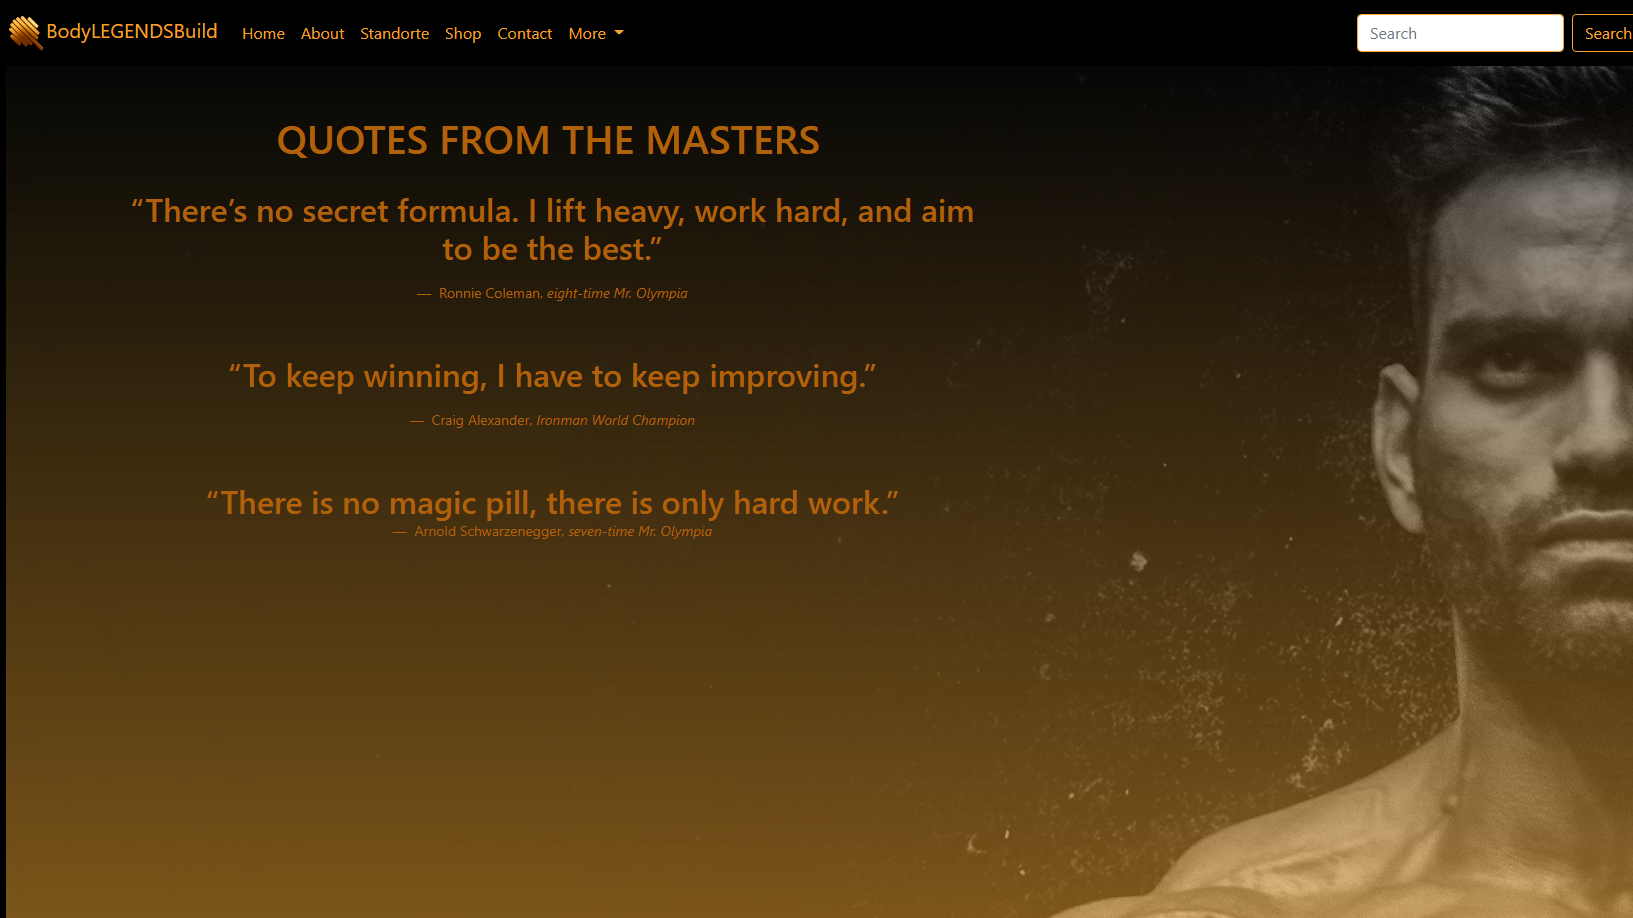 BodyLEGENDSBuild Home About Standorte Shop Contact More Search Search
QUOTES FROM THE MASTERS
“There’s no secret formula. I lift heavy, work hard, and aim
to be the best.”
— Ronnie Coleman, eight-time Mr. Olympia
“To keep winning, I have to keep improving.”
— Craig Alexander, Ironman World Champion
“There is no magic pill, there is only hard work.”
— Arnold Schwarzenegger, seven-time Mr. Olympia